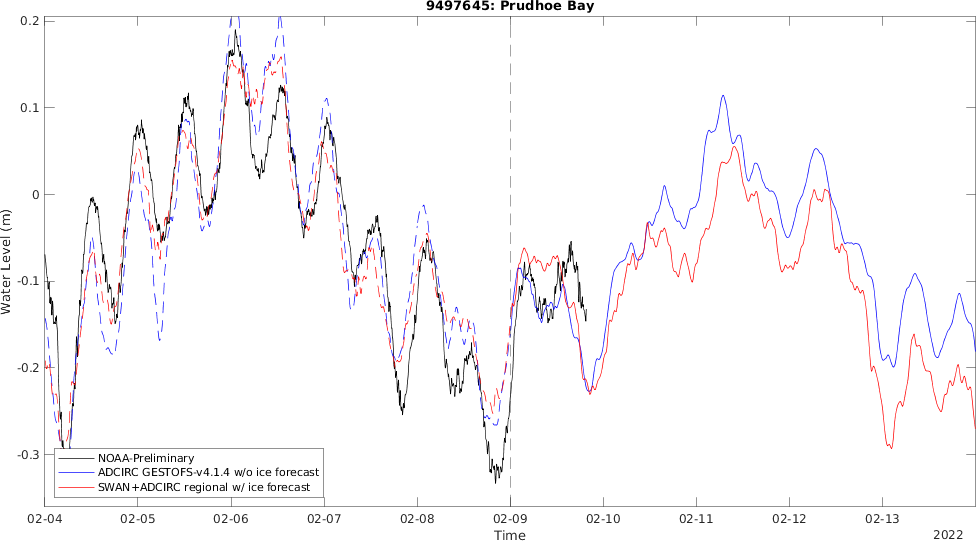 9497645: Prudhoe Bay
Water Level (m)
0.2
0.1
0
-0.1
-0.2
-0.3
NOAA-Preliminary
ADCIRC GESTOFS-v4.1.4 w/o ice forecast
SWAN+ADCIRC regional w/ ice forecast
02-04 02-05 02-06 02-07 02-08 02-09 02-10 02-11 02-12 02-13
Time
2022